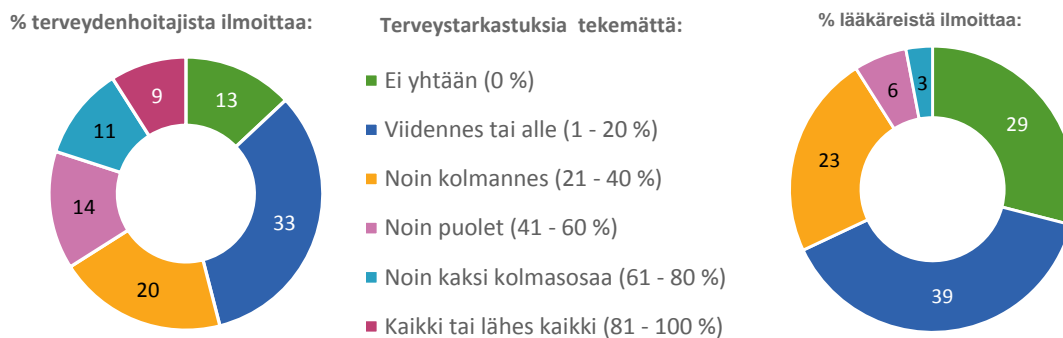 % terveydenhoitajista ilmoittaa:
9
13
11
14
33
20
Terveystarkastuksia tekemättä:
Ei yhtään (0 %)
Viidennes tai alle (1 - 20 %)
Noin kolmannes (21 - 40 %)
Noin puolet (41 - 60 %)
Noin kaksi kolmasosaa (61 - 80 %)
Kaikki tai lähes kaikki (81 - 100 %)
% lääkäreistä ilmoittaa:
3
6
29
23
39